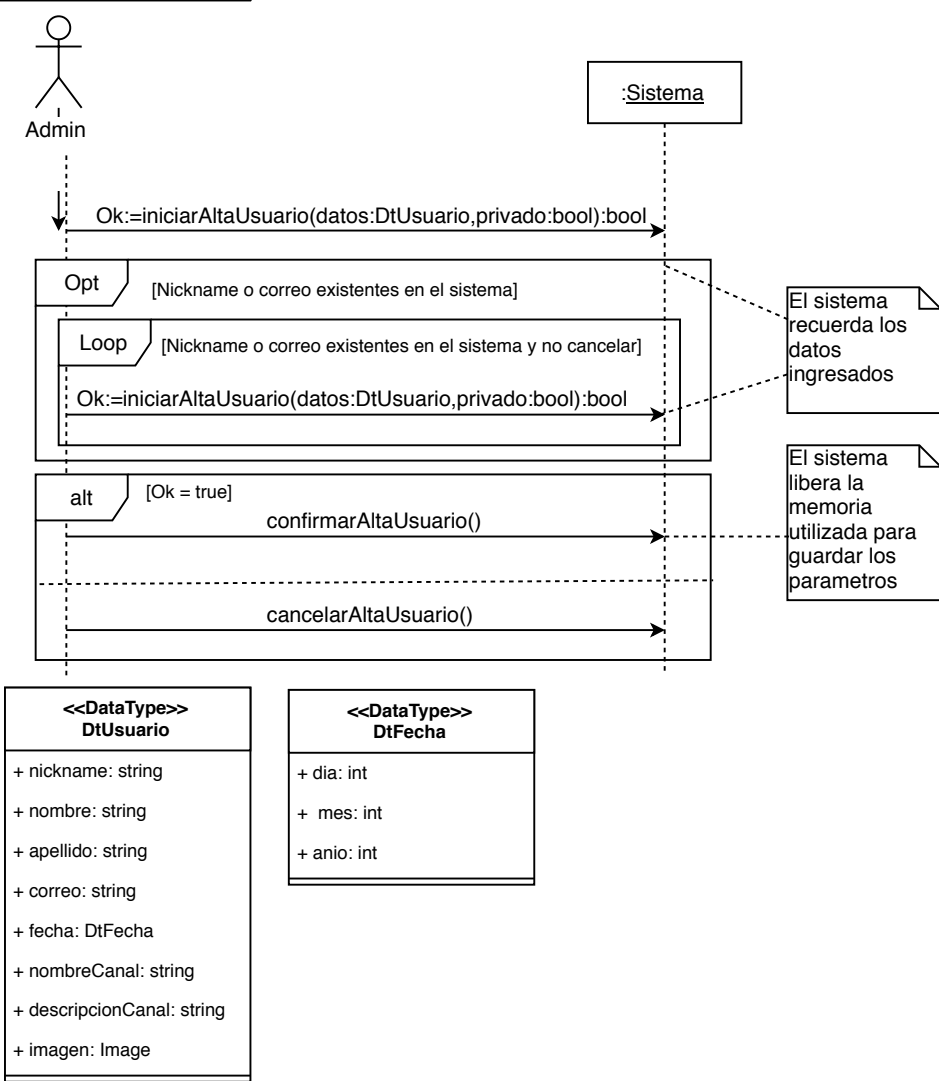 Admin
:Sistema
Ok:=iniciarAltaUsuario(datos:DtUsuario,privado:bool):bool
Opt
[Nickname o correo existentes en el sistema]
Loop
[Nickname o correo existentes en el sistema y no cancelar]
Ok:=iniciarAltaUsuario(datos:DtUsuario,privado:bool):bool
El sistema
recuerda los
datos
ingresados
alt
[Ok = true]
confirmarAltaUsuario()
cancelarAltaUsuario()
El sistema
libera la
memoria
utilizada para
guardar los
parametros
<<DataType>>
DtUsuario
+ nickname: string
+ nombre: string
+ apellido: string
+ correo: string
+ fecha: DtFecha
+ nombreCanal: string
+ descripcionCanal: string
+ imagen: Image
<<DataType>>
DtFecha
+ dia: int
+ mes: int
+ anio: int